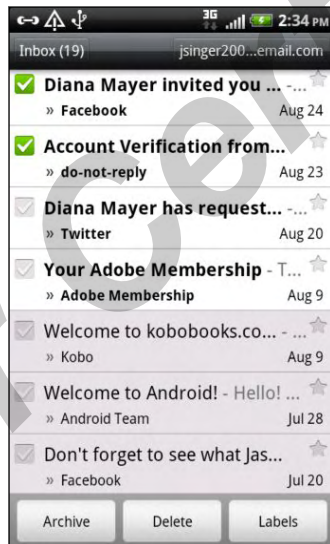 3G 2:34 PM
Inbox (19) jsinger200...email.com
Diana Mayer invited you ... -...
» Facebook Aug 24
Account Verification from...
» do-not-reply Aug 23
Diana Mayer has request... -...
» Twitter Aug 20
Your Adobe Membership - T...
» Adobe Membership Aug 9
Welcome to kobobooks.co... - ...
» Kobo Aug 9
Welcome to Android! - Hello! ...
» Android Team Jul 28
Don't forget to see what Jas...
» Facebook Jul 20
Archive Delete Labels